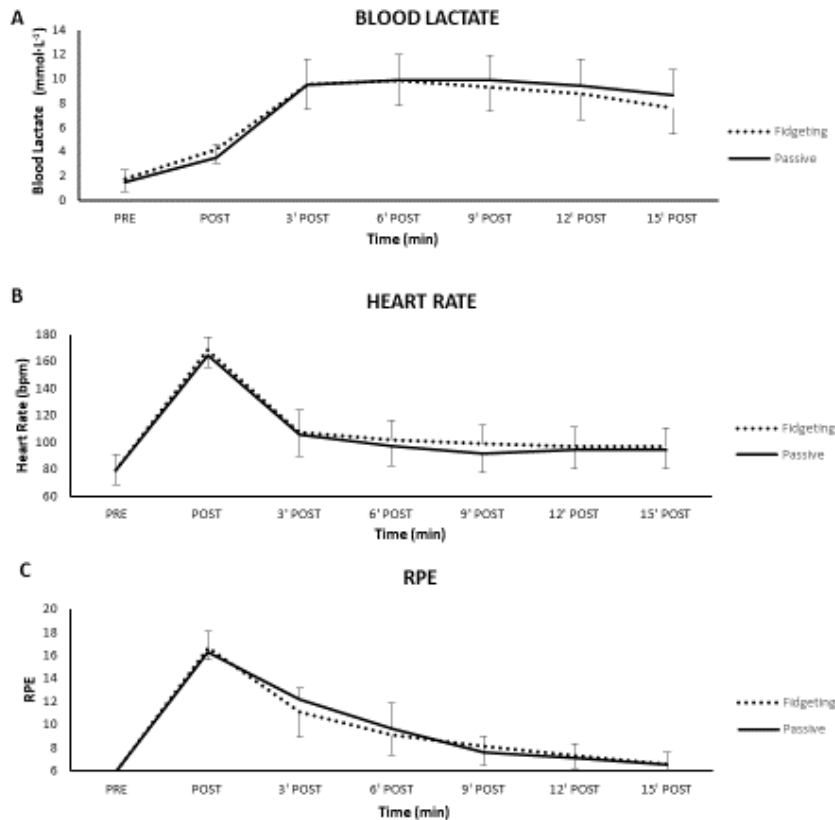 A
BLOOD LACTATE
Blood Lactate (mmol·L⁻¹)
14
12
10
8
6
4
2
0
PRE POST 3' POST 6' POST 9' POST 12' POST 15' POST
Time (min)
Fidgeting
Passive
B
HEART RATE
Heart Rate (bpm)
180
160
140
120
100
80
60
PRE POST 3' POST 6' POST 9' POST 12' POST 15' POST
Time (min)
Fidgeting
Passive
C
RPE
RPE
20
18
16
14
12
10
8
6
PRE POST 3' POST 6' POST 9' POST 12' POST 15' POST
Time (min)
Fidgeting
Passive